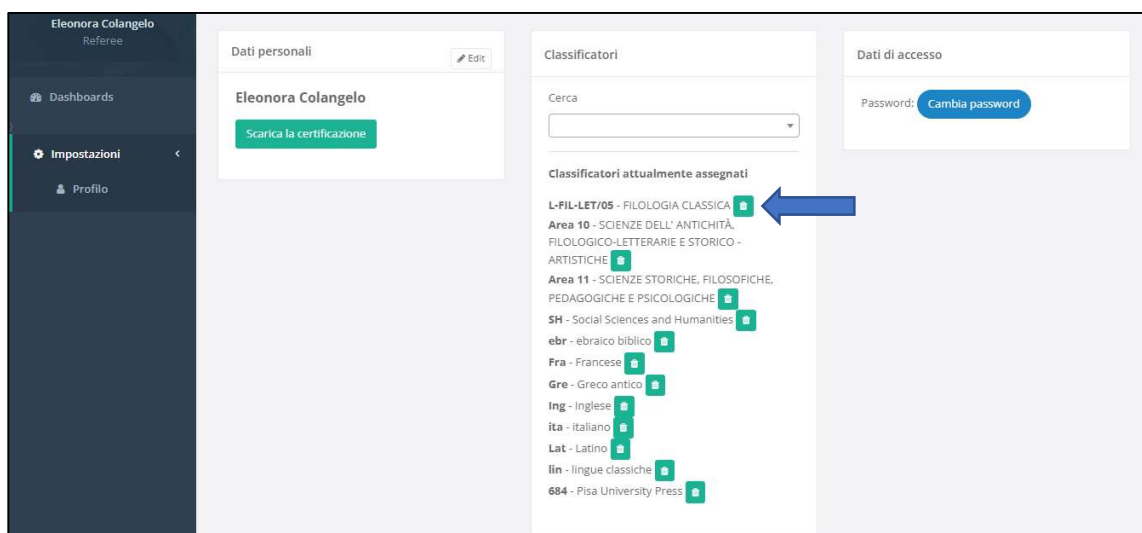 Eleonora Colangelo
Referee
Dashboards
Impostazioni
Profilo
Dati personali
Edit
Eleonora Colangelo
Scarica la certificazione
Classificatori
Cerca
Classificatori attualmente assegnati
L-FIL-LET/05 - FILOLOGIA CLASSICA
Area 10 - SCIENZE DELL' ANTICHITÀ,
FILOLOGICO-LETTERARIE E STORICO -
ARTISTICHE
Area 11 - SCIENZE STORICHE, FILOSOFICHE,
PEDAGOGICHE E PSICOLOGICHE
SH - Social Sciences and Humanities
ebr - ebraico biblico
Fra - Francese
Gre - Greco antico
Ing - Inglese
ita - italiano
Lat - Latino
lin - lingue classiche
684 - Pisa University Press
Dati di accesso
Password: Cambia password